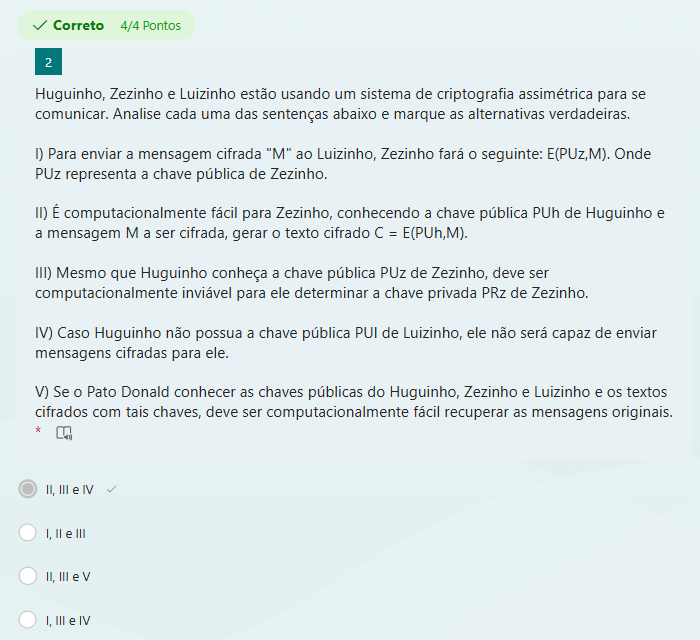 Correto 4/4 Pontos
2
Huguinho, Zezinho e Luizinho estão usando um sistema de criptografia assimétrica para se
comunicar. Analise cada uma das sentenças abaixo e marque as alternativas verdadeiras.
I) Para enviar a mensagem cifrada "M" ao Luizinho, Zezinho fará o seguinte: E(PUz,M). Onde
PUz representa a chave pública de Zezinho.
II) É computacionalmente fácil para Zezinho, conhecendo a chave pública PUh de Huguinho e
a mensagem M a ser cifrada, gerar o texto cifrado C = E(PUh,M).
III) Mesmo que Huguinho conheça a chave pública PUz de Zezinho, deve ser
computacionalmente inviável para ele determinar a chave privada PRz de Zezinho.
IV) Caso Huguinho não possua a chave pública PUl de Luizinho, ele não será capaz de enviar
mensagens cifradas para ele.
V) Se o Pato Donald conhecer as chaves públicas do Huguinho, Zezinho e Luizinho e os textos
cifrados com tais chaves, deve ser computacionalmente fácil recuperar as mensagens originais.
*
II, III e IV
I, II e III
II, III e V
I, III e IV